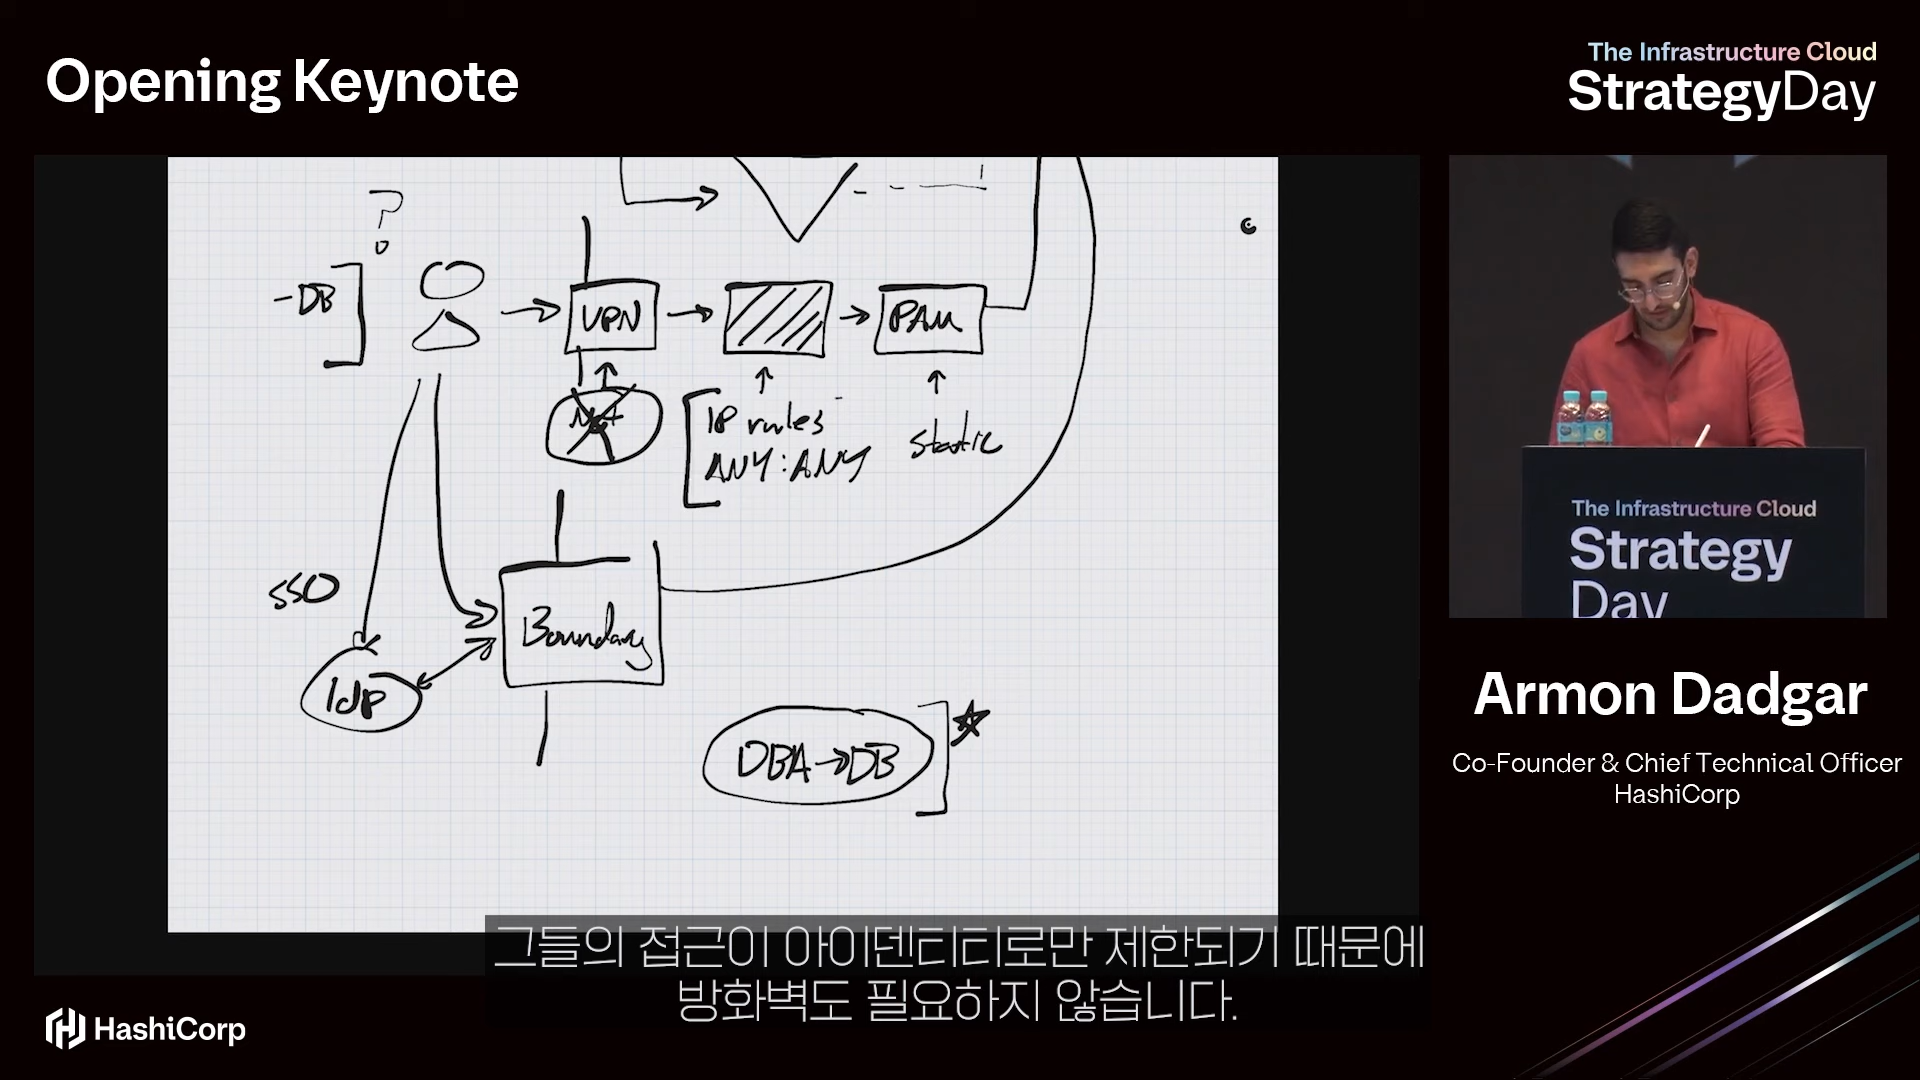 Opening Keynote
The Infrastructure Cloud
StrategyDay
?
-DB
VPN
PAM
IP rules
ANY:ANY
static
SSO
Boundary
IdP
DBA→DB
The Infrastructure Cloud
Strategy
Day
Armon Dadgar
Co-Founder & Chief Technical Officer
HashiCorp
그들의 접근이 아이덴티티로만 제한되기 때문에
방화벽도 필요하지 않습니다.
HashiCorp